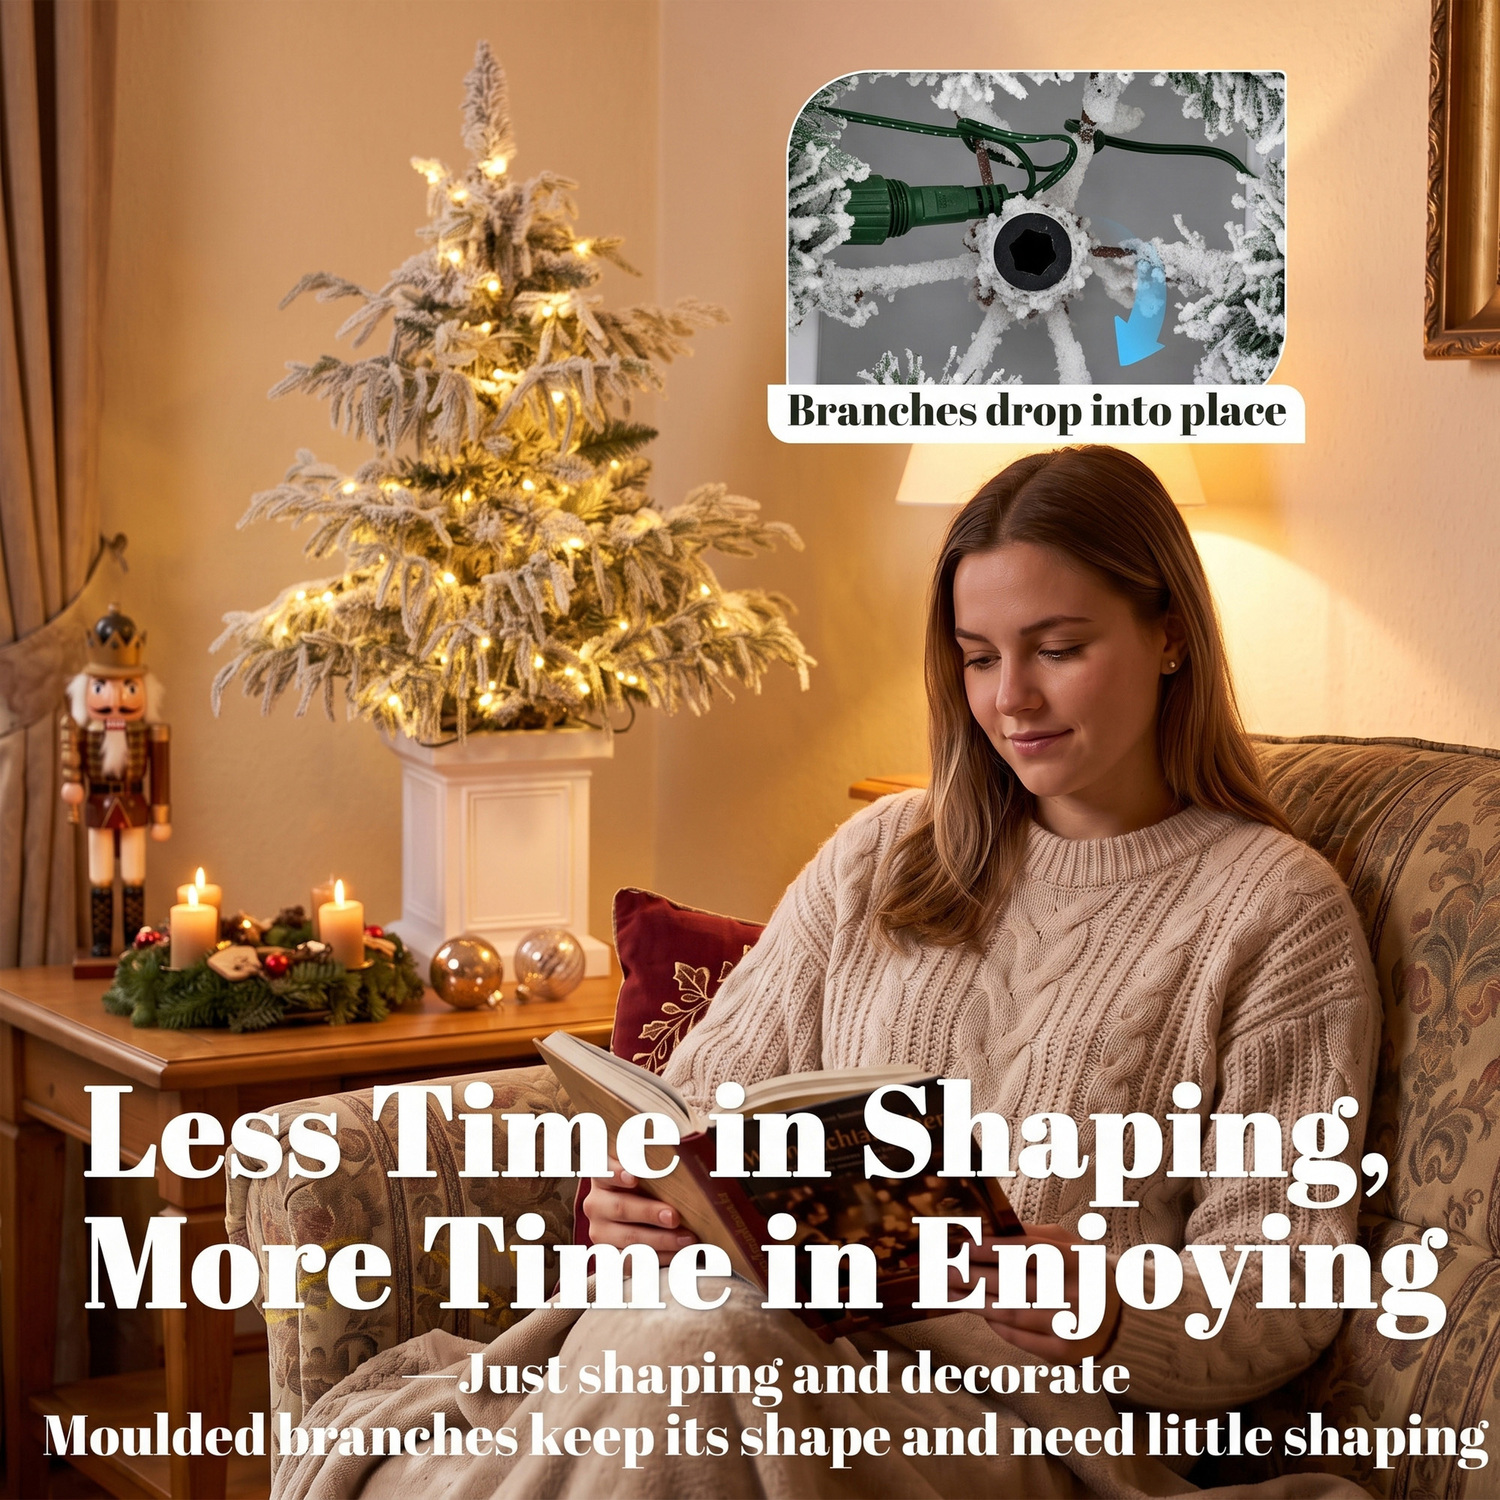 Branches drop into place
Less Time in Shaping,
More Time in Enjoying
—Just shaping and decorate
Moulded branches keep its shape and need little shaping